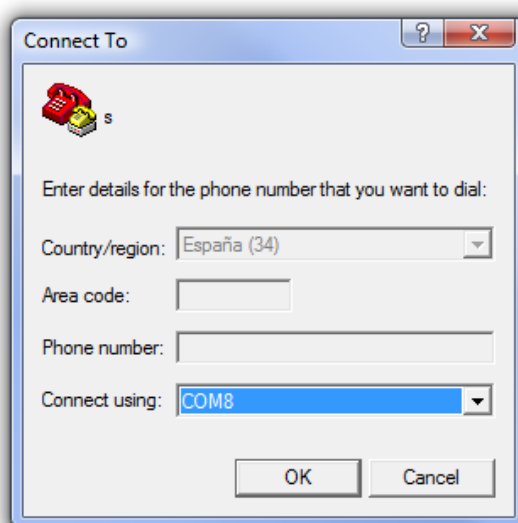 Connect To
s
Enter details for the phone number that you want to dial:
Country/region: España (34)
Area code:
Phone number:
Connect using: COM8
OK Cancel